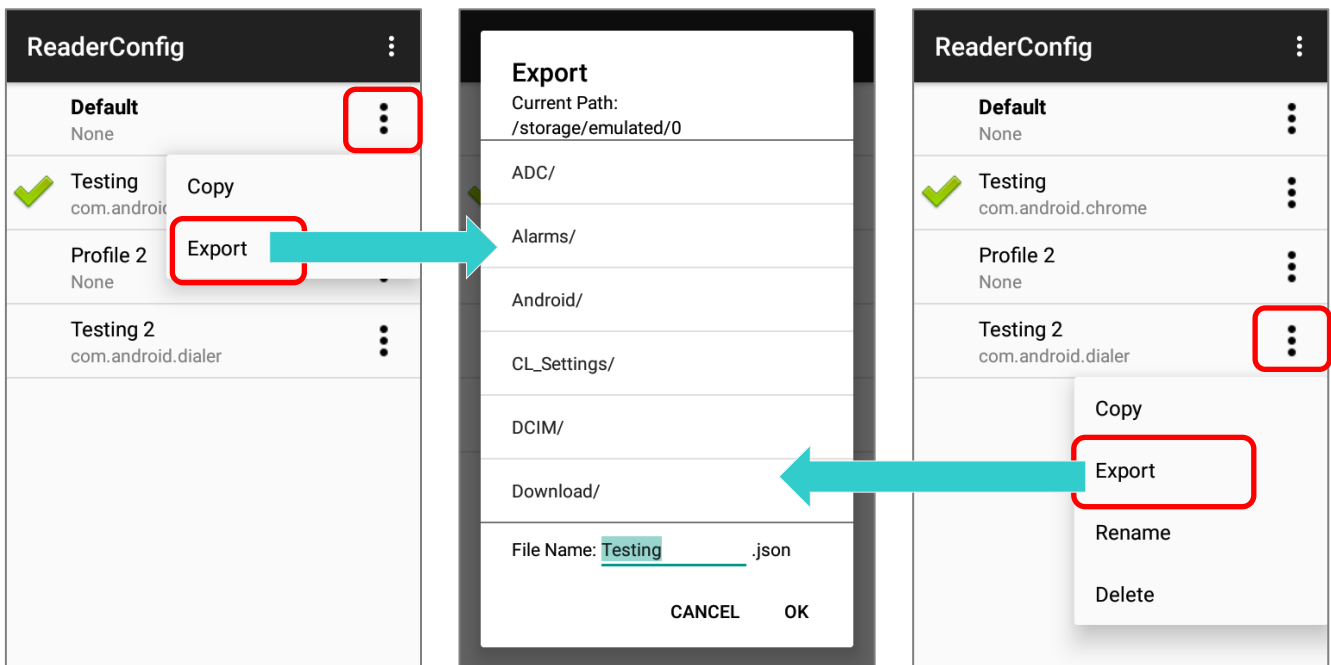 ReaderConfig
Default
None
Testing
com.android
Profile 2
None
Testing 2
com.android.dialer
Copy
Export
Export
Current Path:
/storage/emulated/0
ADC/
Alarms/
Android/
CL_Settings/
DCIM/
Download/
File Name: Testing .json
CANCEL OK
ReaderConfig
Default
None
Testing
com.android.chrome
Profile 2
None
Testing 2
com.android.dialer
Copy
Export
Rename
Delete